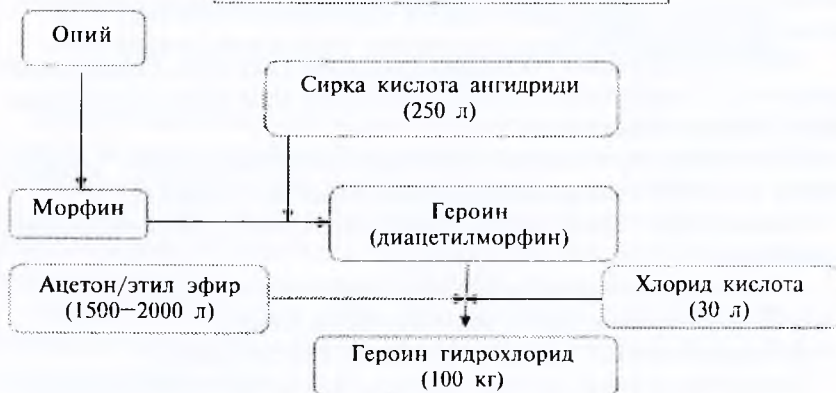 Опий
Сирка кислота ангидриди
(250 л)
Морфин
Героин
(диацетилморфин)
Ацетон/этил эфир
(1500—2000 л)
Хлорид кислота
(30 л)
Героин гидрохлорид
(100 кг)